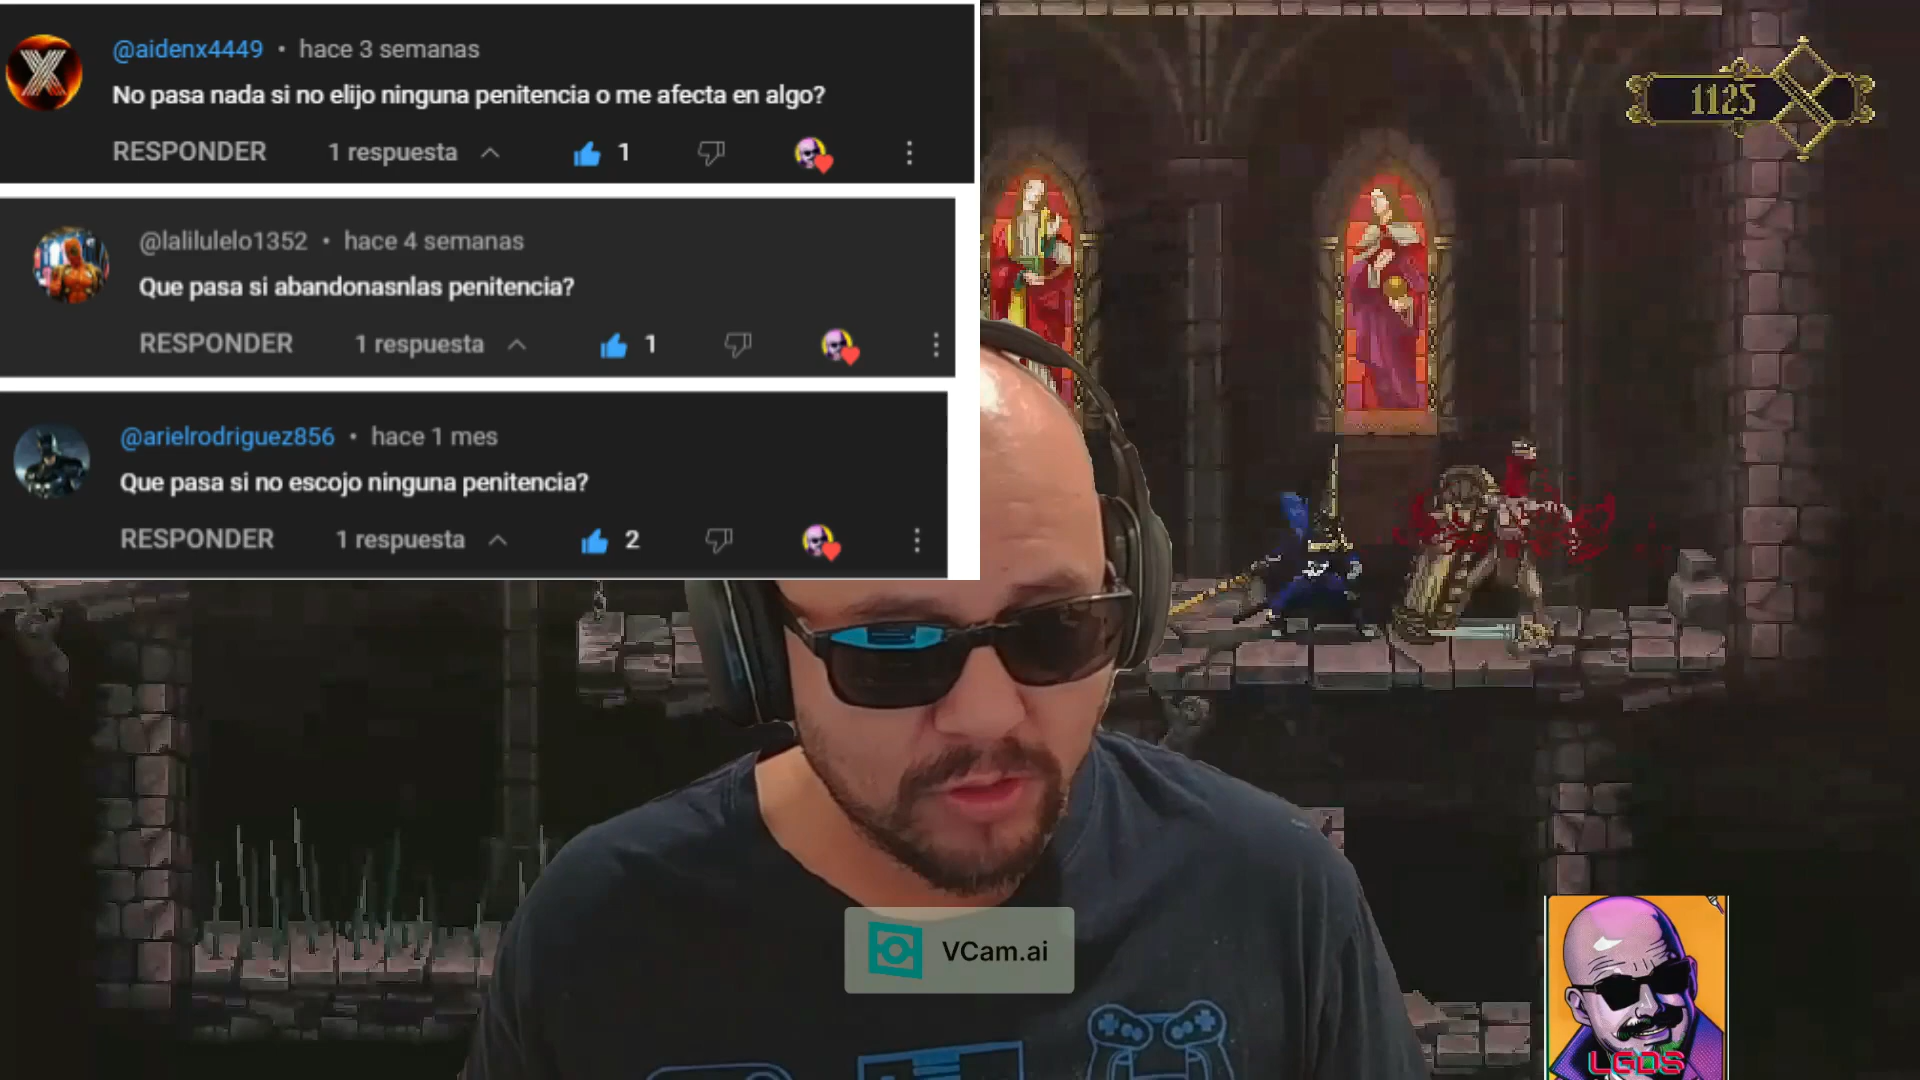 @aidenx4449 • hace 3 semanas
No pasa nada si no elijo ninguna penitencia o me afecta en algo?
RESPONDER 1 respuesta 1
@lalilulelo1352 • hace 4 semanas
Que pasa si abandonasnlas penitencia?
RESPONDER 1 respuesta 1
@arielrodriguez856 • hace 1 mes
Que pasa si no escojo ninguna penitencia?
RESPONDER 1 respuesta 2
1125
VCam.ai
LGDS